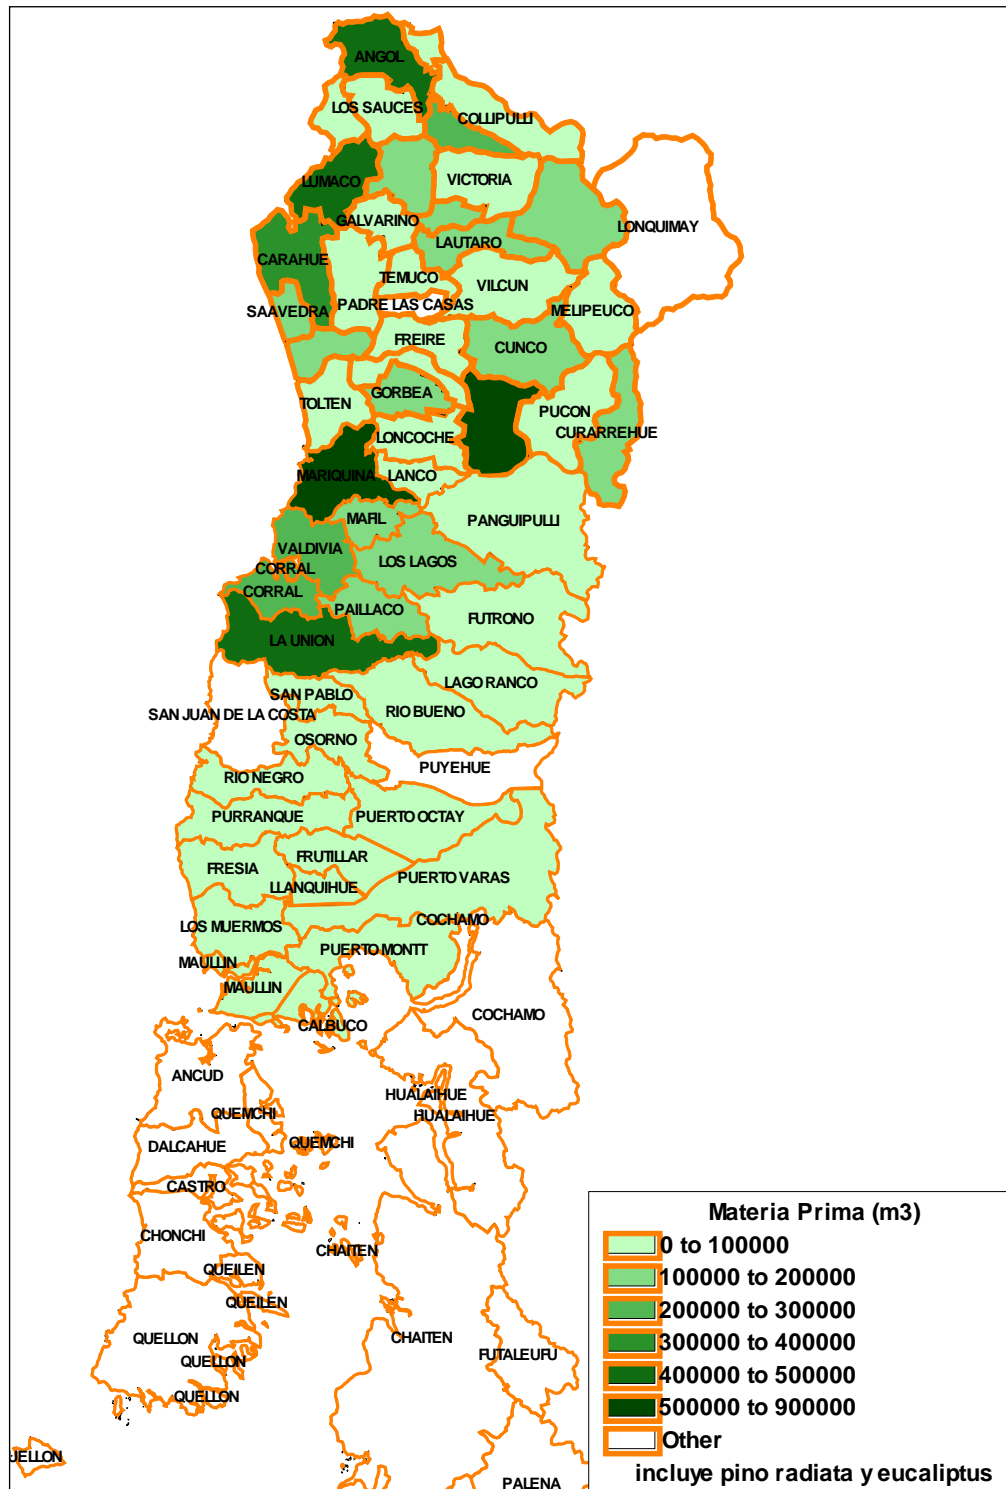 ANGOL
LOS SAUCES
COLLIPULLI
LUMACO
VICTORIA
GALVARINO
LONQUIMAY
LAUTARO
CARAHUE
TEMUCO
VILCUN
SAAVEDRA
PADRE LAS CASAS
MELIPEUCO
FREIRE
CUNCO
GORBEA
TOLTEN
PUCON
LONCOCHE
CURARREHUE
MARIQUINA
LANCO
MAFIL
PANGUIPULLI
VALDIVIA
LOS LAGOS
CORRAL
CORRAL
PAILLACO
FUTRONO
LA UNION
LAGO RANCO
SAN PABLO
SAN JUAN DE LA COSTA
RIO BUENO
OSORNO
PUYEHUE
RIO NEGRO
PURRANQUE
PUERTO OCTAY
FRUTILLAR
FRESIA
PUERTO VARAS
LLANQUIHUE
LOS MUERMOS
COCHAMO
PUERTO MONTT
MAULLIN
MAULLIN
COCHAMO
CALBUCO
ANCUD
HUALAIHUE
QUEMCHI
HUALAIHUE
DALCAHUE
QUEMCHI
CASTRO
CHONCHI
CHAITEN
QUEILEN
QUEILEN
QUELLON
CHAITEN
FUTALEUFU
QUELLON
QUELLON
UELLON
PALENA
Materia Prima (m3)
0 to 100000
100000 to 200000
200000 to 300000
300000 to 400000
400000 to 500000
500000 to 900000
Other
incluye pino radiata y eucaliptus